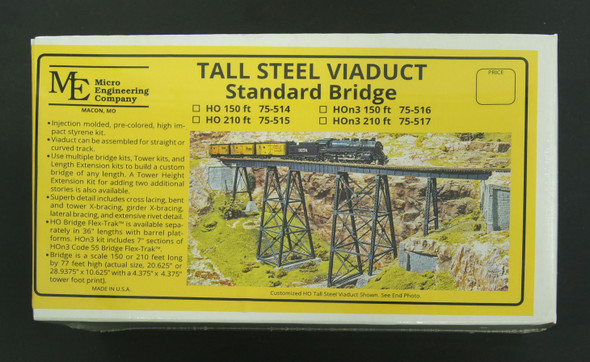 ME Micro
Engineering
Company
MACON, MO
TALL STEEL VIADUCT
Standard Bridge
HO 150 ft 75-514
HOn3 150 ft 75-516
HO 210 ft 75-515
HOn3 210 ft 75-517
PRICE
•Injection molded, pre-colored, high im-
pact styrene kit.
•Viaduct can be assembled for straight or
curved track.
•Use multiple bridge kits, Tower kits, and
Length Extension kits to build a custom
bridge of any length. A Tower Height
Extension Kit for adding two additional
stories is also available.
•Superb detail includes cross lacing, bent
and tower X-bracing, girder X-bracing,
lateral bracing, and extensive rivet detail.
•HO Bridge Flex-Trak™ is available sepa-
rately in 36" lengths with barrel plat-
forms. HOn3 kit includes 7" sections of
HOn3 Code 55 Bridge Flex-Trak™.
•Bridge is a scale 150 or 210 feet long
by 77 feet high (actual size, 20.625" or
28.9375" x 10.625" with a 4.375" x 4.375"
tower foot print).
MADE IN U.S.A.
Customized HO Tall Steel Viaduct Shown. See End Photo.